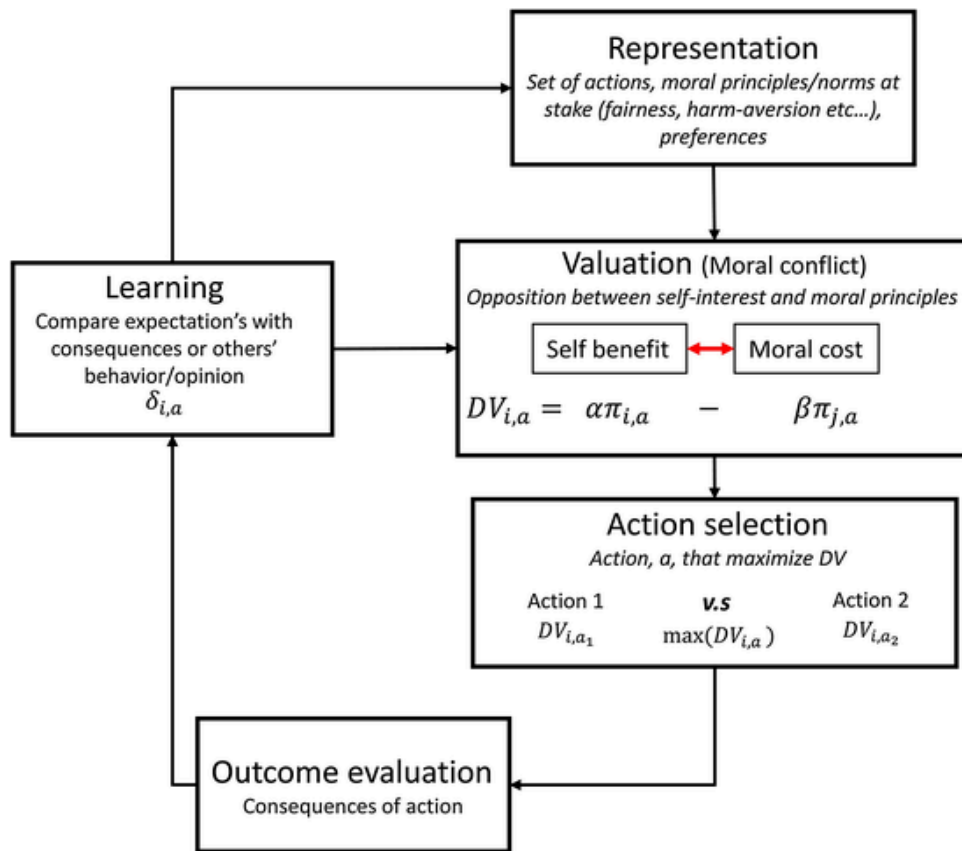 Representation
Set of actions, moral principles/norms at
stake (fairness, harm-aversion etc...),
preferences
Valuation (Moral conflict)
Opposition between self-interest and moral principles
Self benefit Moral cost
𝐷𝑉𝑖,𝑎 = 𝛼𝜋𝑖,𝑎 − 𝛽𝜋𝑗,𝑎
Learning
Compare expectation's with
consequences or others'
behavior/opinion
𝛿𝑖,𝑎
Action selection
Action, a, that maximize DV
Action 1 v.s Action 2
𝐷𝑉𝑖,𝑎₁ max(𝐷𝑉𝑖,𝑎) 𝐷𝑉𝑖,𝑎₂
Outcome evaluation
Consequences of action